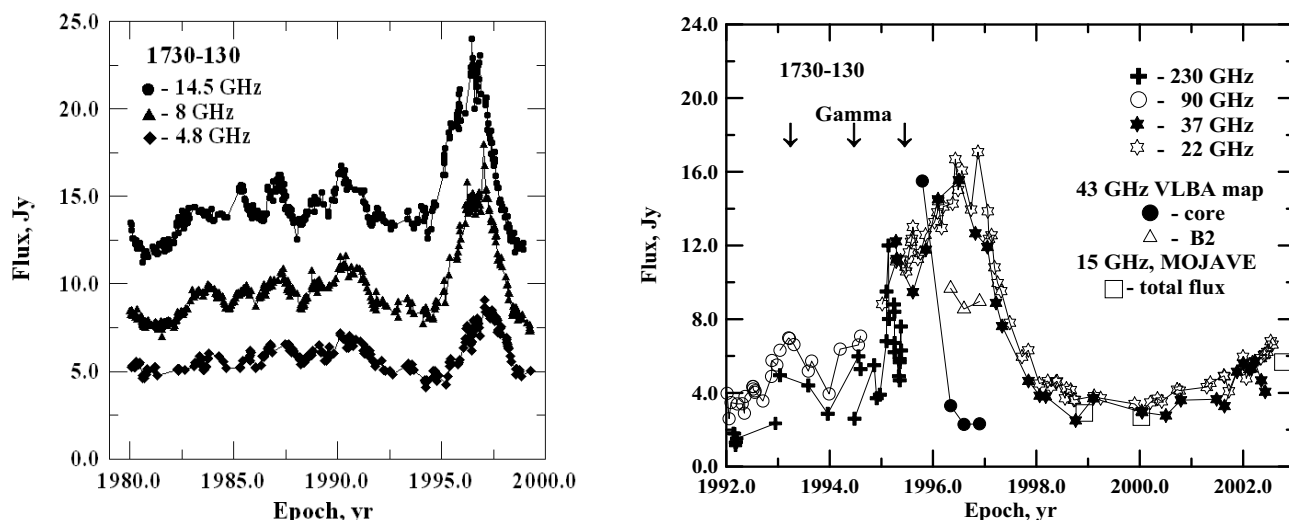 25.0
20.0
15.0
10.0
5.0
0.0
Flux, Jy
1730-130
- 14.5 GHz
- 8 GHz
- 4.8 GHz
1980.0 1985.0 1990.0 1995.0 2000.0
Epoch, yr
24.0
20.0
16.0
12.0
8.0
4.0
0.0
Flux, Jy
1730-130
Gamma
- 230 GHz
- 90 GHz
- 37 GHz
- 22 GHz
43 GHz VLBA map
- core
- B2
15 GHz, MOJAVE
- total flux
1992.0 1994.0 1996.0 1998.0 2000.0 2002.0
Epoch, yr